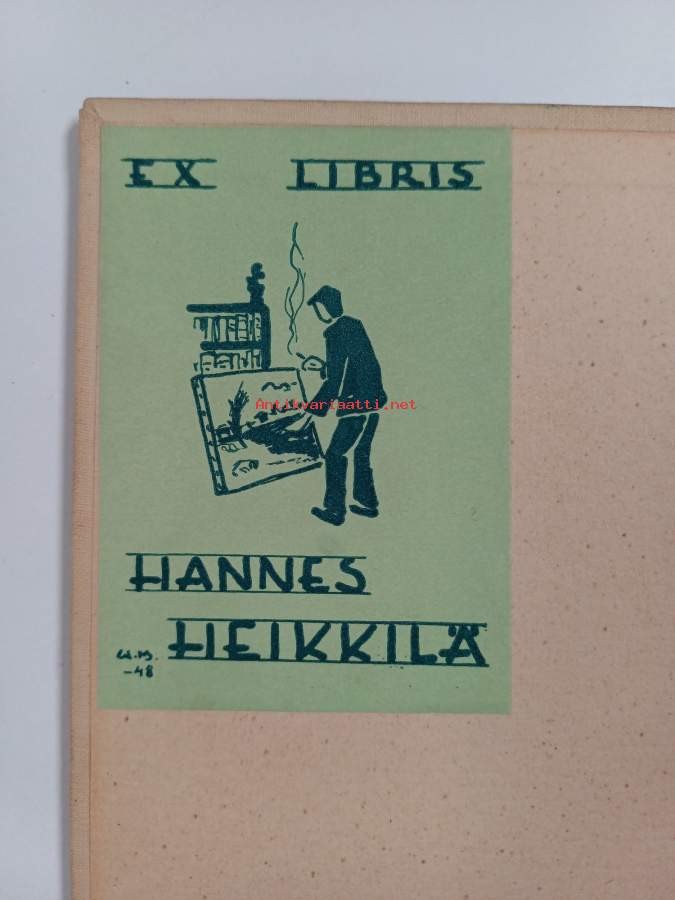 EX LIBRIS
Antikvariaatti.net
HANNES
HEIKKILÄ
-48